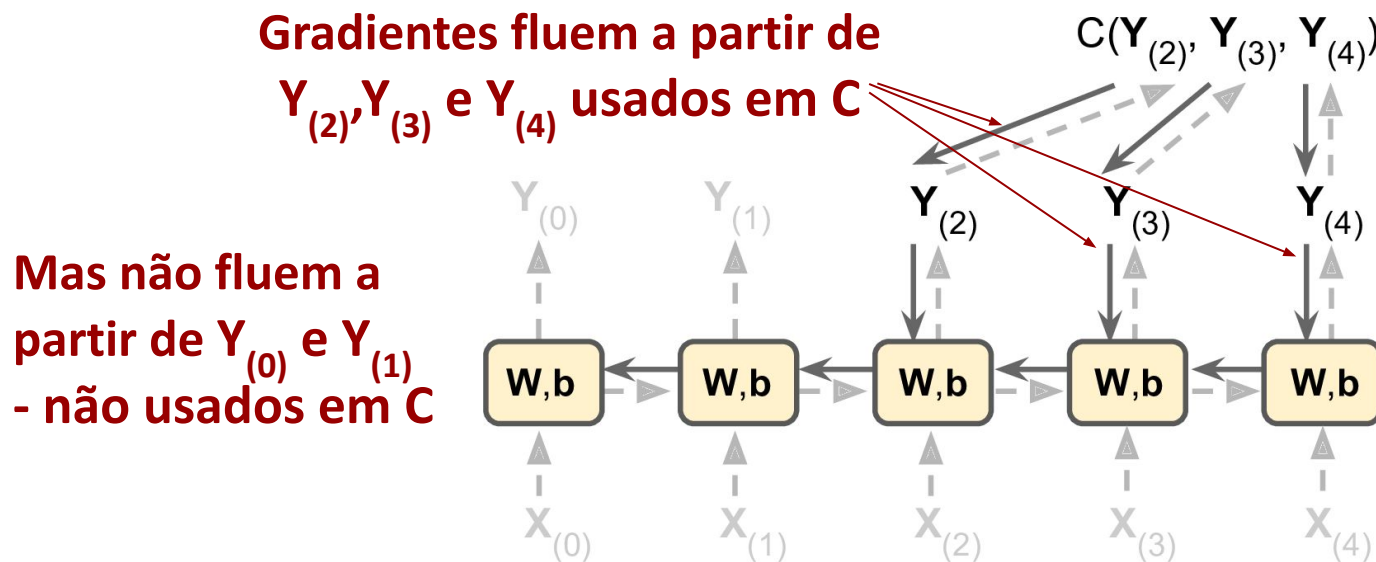 Gradientes fluem a partir de
Y(2),Y(3) e Y(4) usados em C
C(Y(2), Y(3), Y(4))
Y(0) Y(1) Y(2) Y(3) Y(4)
Mas não fluem a
partir de Y(0) e Y(1)
- não usados em C
W,b W,b W,b W,b W,b
X(0) X(1) X(2) X(3) X(4)